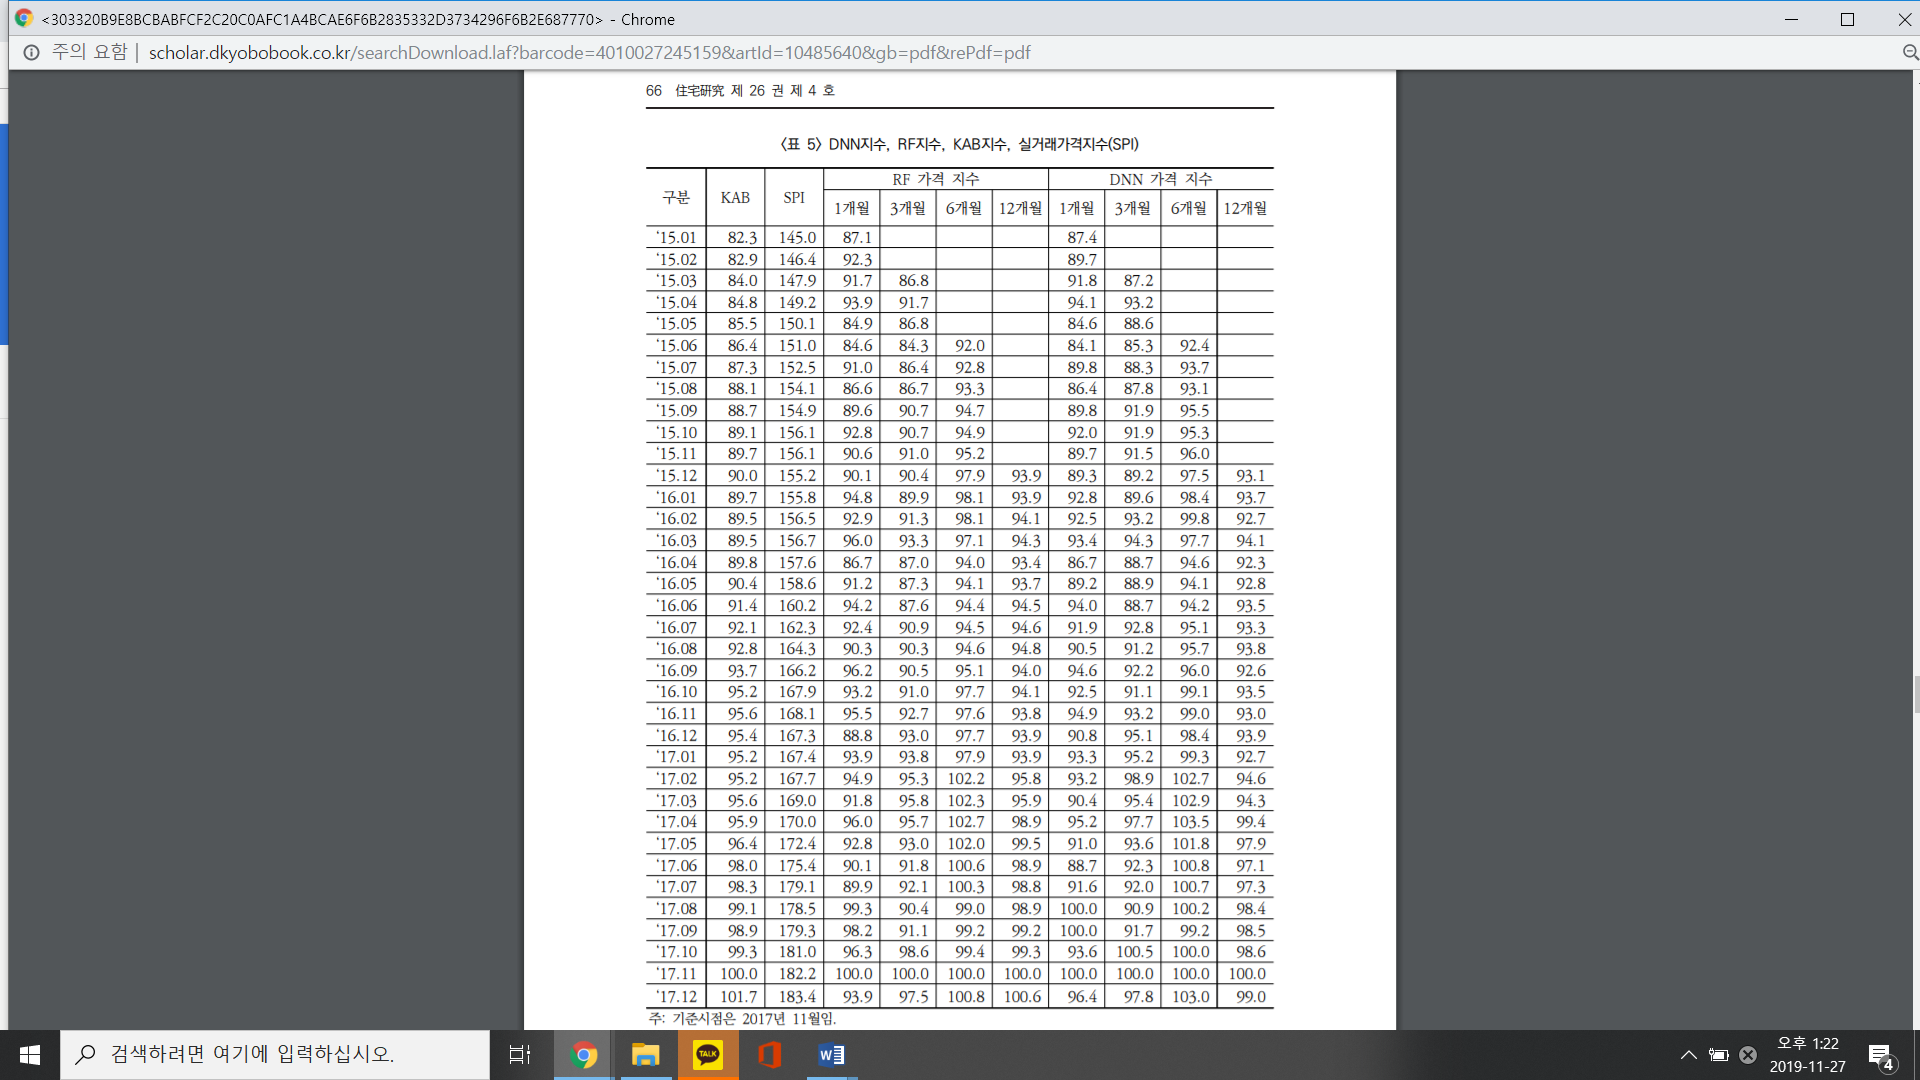 <303320B9E8BCBABFCF2C20C0AFC1A4BCAE6F6B2835332D3734296F6B2E687770> - Chrome
주의 요함 | scholar.dkyobobook.co.kr/searchDownload.laf?barcode=4010027245159&artId=10485640&gb=pdf&rePdf=pdf
66 住宅研究 제 26 권 제 4 호
〈표 5〉 DNN지수, RF지수, KAB지수, 실거래가격지수(SPI)
구분 KAB SPI RF 가격 지수 DNN 가격 지수
1개월 3개월 6개월 12개월 1개월 3개월 6개월 12개월
‘15.01 82.3 145.0 87.1 87.4
‘15.02 82.9 146.4 92.3 89.7
‘15.03 84.0 147.9 91.7 86.8 91.8 87.2
‘15.04 84.8 149.2 93.9 91.7 94.1 93.2
‘15.05 85.5 150.1 84.9 86.8 84.6 88.6
‘15.06 86.4 151.0 84.6 84.3 92.0 84.1 85.3 92.4
‘15.07 87.3 152.5 91.0 86.4 92.8 89.8 88.3 93.7
‘15.08 88.1 154.1 86.6 86.7 93.3 86.4 87.8 93.1
‘15.09 88.7 154.9 89.6 90.7 94.7 89.8 91.9 95.5
‘15.10 89.1 156.1 92.8 90.7 94.9 92.0 91.9 95.3
‘15.11 89.7 156.1 90.6 91.0 95.2 89.7 91.5 96.0
‘15.12 90.0 155.2 90.1 90.4 97.9 93.9 89.3 89.2 97.5 93.1
‘16.01 89.7 155.8 94.8 89.9 98.1 93.9 92.8 89.6 98.4 93.7
‘16.02 89.5 156.5 92.9 91.3 98.1 94.1 92.5 93.2 99.8 92.7
‘16.03 89.5 156.7 96.0 93.3 97.1 94.3 93.4 94.3 97.7 94.1
‘16.04 89.8 157.6 86.7 87.0 94.0 93.4 86.7 88.7 94.6 92.3
‘16.05 90.4 158.6 91.2 87.3 94.1 93.7 89.2 88.9 94.1 92.8
‘16.06 91.4 160.2 94.2 87.6 94.4 94.5 94.0 88.7 94.2 93.5
‘16.07 92.1 162.3 92.4 90.9 94.5 94.6 91.9 92.8 95.1 93.3
‘16.08 92.8 164.3 90.3 90.3 94.6 94.8 90.5 91.2 95.7 93.8
‘16.09 93.7 166.2 96.2 90.5 95.1 94.0 94.6 92.2 96.0 92.6
‘16.10 95.2 167.9 93.2 91.0 97.7 94.1 92.5 91.1 99.1 93.5
‘16.11 95.6 168.1 95.5 92.7 97.6 93.8 94.9 93.2 99.0 93.0
‘16.12 95.4 167.3 88.8 93.0 97.7 93.9 90.8 95.1 98.4 93.9
‘17.01 95.2 167.4 93.9 93.8 97.9 93.9 93.3 95.2 99.3 92.7
‘17.02 95.2 167.7 94.9 95.3 102.2 95.8 93.2 98.9 102.7 94.6
‘17.03 95.6 169.0 91.8 95.8 102.3 95.9 90.4 95.4 102.9 94.3
‘17.04 95.9 170.0 96.0 95.7 102.7 98.9 95.2 97.7 103.5 99.4
‘17.05 96.4 172.4 92.8 93.0 102.0 99.5 91.0 93.6 101.8 97.9
‘17.06 98.0 175.4 90.1 91.8 100.6 98.9 88.7 92.3 100.8 97.1
‘17.07 98.3 179.1 89.9 92.1 100.3 98.8 91.6 92.0 100.7 97.3
‘17.08 99.1 178.5 99.3 90.4 99.0 98.9 100.0 90.9 100.2 98.4
‘17.09 98.9 179.3 98.2 91.1 99.2 99.2 100.0 91.7 99.2 98.5
‘17.10 99.3 181.0 96.3 98.6 99.4 99.3 93.6 100.5 100.0 98.6
‘17.11 100.0 182.2 100.0 100.0 100.0 100.0 100.0 100.0 100.0 100.0
‘17.12 101.7 183.4 93.9 97.5 100.8 100.6 96.4 97.8 103.0 99.0
주: 기준시점은 2017년 11월임.
검색하려면 여기에 입력하십시오.
TALK
오후 1:22
2019-11-27
4